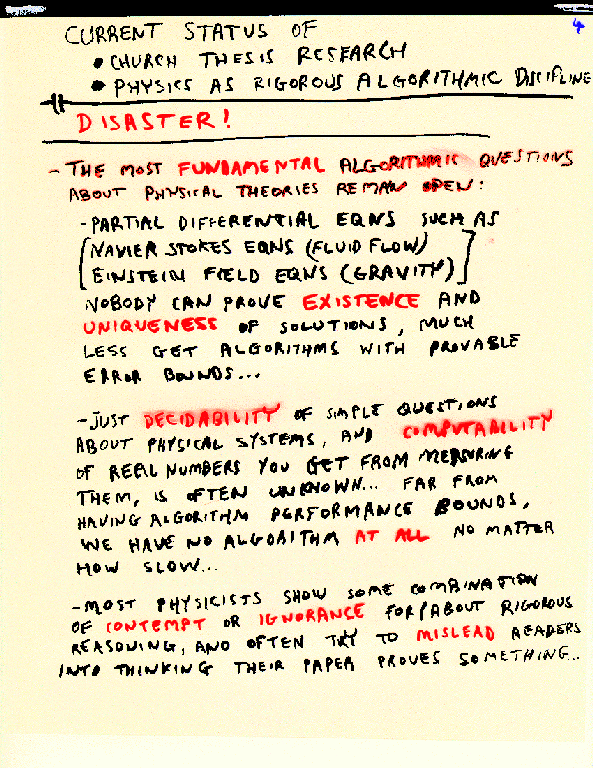 4
CURRENT STATUS OF
• CHURCH THESIS RESEARCH
• PHYSICS AS RIGOROUS ALGORITHMIC DISCIPLINE
DISASTER!
- THE MOST FUNDAMENTAL ALGORITHMIC QUESTIONS
ABOUT PHYSICAL THEORIES REMAIN OPEN:
- PARTIAL DIFFERENTIAL EQNS SUCH AS
[NAVIER STOKES EQNS (FLUID FLOW)
EINSTEIN FIELD EQNS (GRAVITY)]
NOBODY CAN PROVE EXISTENCE AND
UNIQUENESS OF SOLUTIONS, MUCH
LESS GET ALGORITHMS WITH PROVABLE
ERROR BOUNDS...
- JUST DECIDABILITY OF SIMPLE QUESTIONS
ABOUT PHYSICAL SYSTEMS, AND COMPUTABILITY
OF REAL NUMBERS YOU GET FROM MEASURING
THEM, IS OFTEN UNKNOWN... FAR FROM
HAVING ALGORITHM PERFORMANCE BOUNDS,
WE HAVE NO ALGORITHM AT ALL NO MATTER
HOW SLOW...
- MOST PHYSICISTS SHOW SOME COMBINATION
OF CONTEMPT OR IGNORANCE FOR/ABOUT RIGOROUS
REASONING, AND OFTEN TRY TO MISLEAD READERS
INTO THINKING THEIR PAPER PROVES SOMETHING..